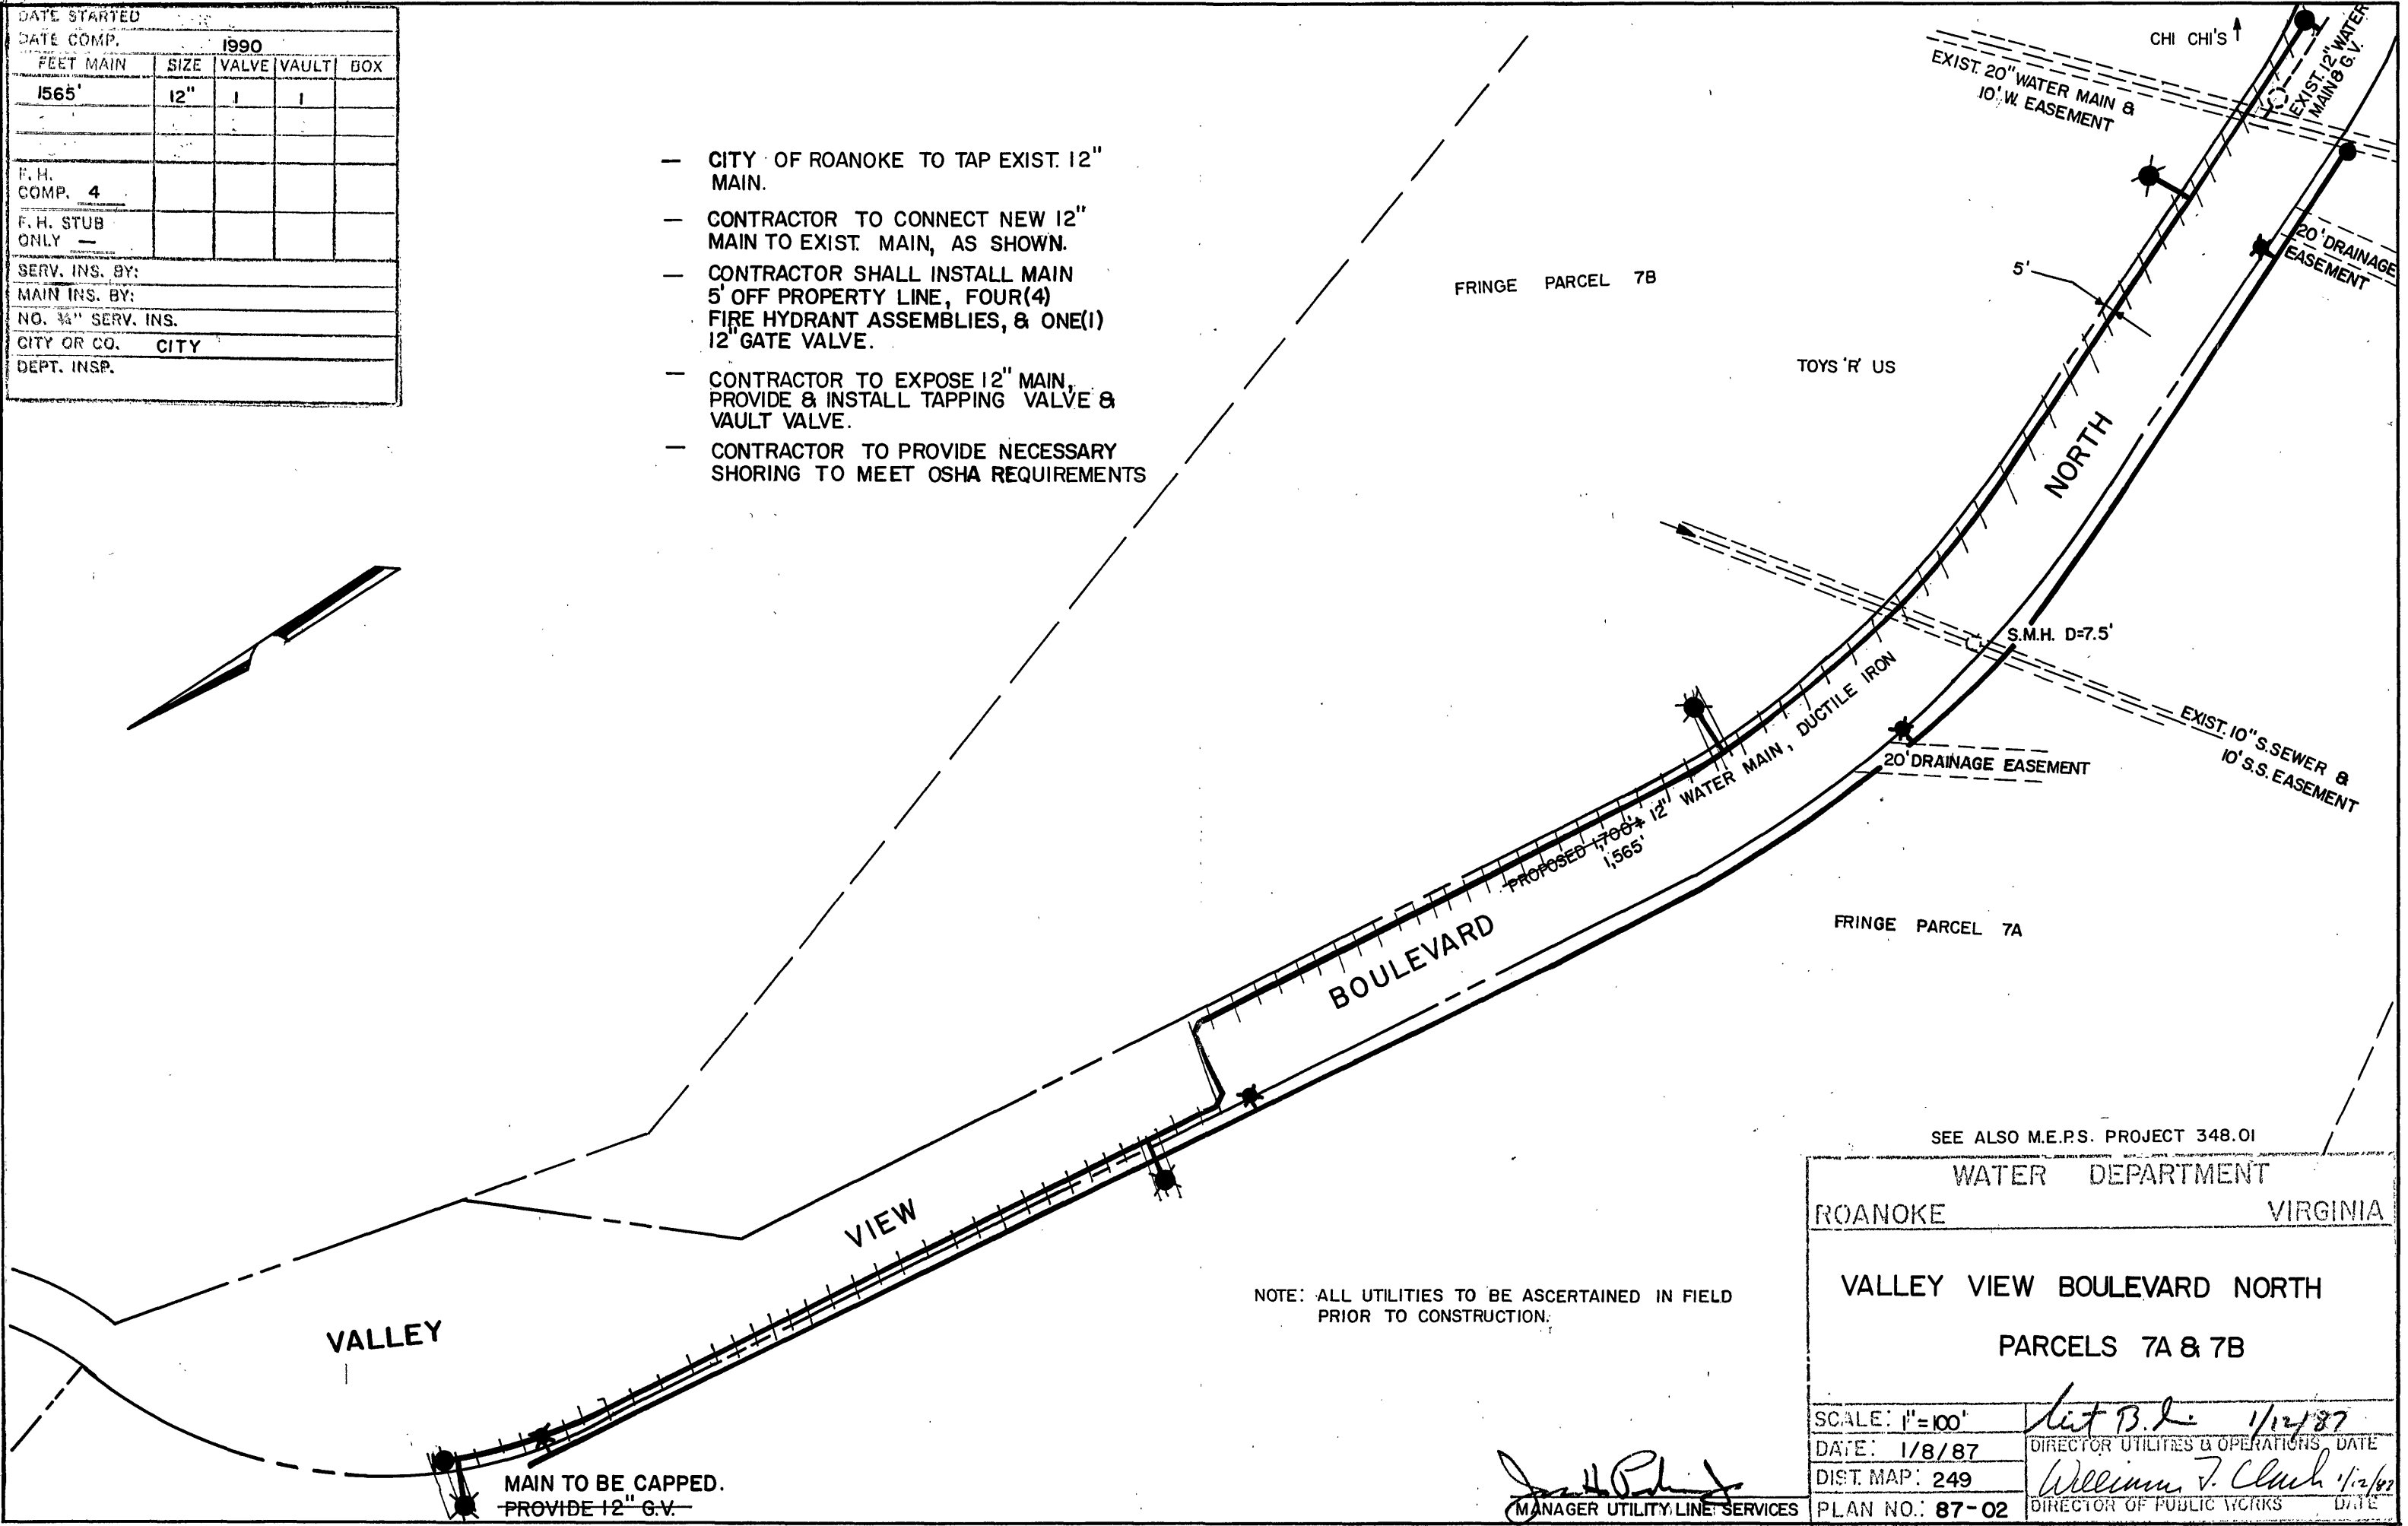 DATE STARTED
DATE COMP. 1990
FEET MAIN SIZE VALVE VAULT BOX
1565' 12" 1 1
F. H.
COMP. 4
F. H. STUB
ONLY —
SERV. INS. BY:
MAIN INS. BY:
NO. ¾" SERV. INS.
CITY OR CO. CITY
DEPT. INSP.
— CITY OF ROANOKE TO TAP EXIST. 12"
MAIN.
— CONTRACTOR TO CONNECT NEW 12"
MAIN TO EXIST. MAIN, AS SHOWN.
— CONTRACTOR SHALL INSTALL MAIN
5' OFF PROPERTY LINE, FOUR(4)
FIRE HYDRANT ASSEMBLIES, & ONE(1)
12" GATE VALVE.
— CONTRACTOR TO EXPOSE 12" MAIN,
PROVIDE & INSTALL TAPPING VALVE &
VAULT VALVE.
— CONTRACTOR TO PROVIDE NECESSARY
SHORING TO MEET OSHA REQUIREMENTS
CHI CHI'S
EXIST. 12" WATER
MAIN & G.V.
EXIST. 20" WATER MAIN &
10' W. EASEMENT
20' DRAINAGE
EASEMENT
5'
FRINGE PARCEL 7B
TOYS 'R' US
NORTH
S.M.H. D=7.5'
EXIST. 10" S.SEWER &
10' S.S. EASEMENT
20' DRAINAGE EASEMENT
PROPOSED 1,700'± 12" WATER MAIN, DUCTILE IRON
1,565'
BOULEVARD
FRINGE PARCEL 7A
VIEW
VALLEY
MAIN TO BE CAPPED.
PROVIDE 12" G.V.
NOTE: ALL UTILITIES TO BE ASCERTAINED IN FIELD
PRIOR TO CONSTRUCTION.
SEE ALSO M.E.P.S. PROJECT 348.01
WATER DEPARTMENT
ROANOKE VIRGINIA
VALLEY VIEW BOULEVARD NORTH
PARCELS 7A & 7B
SCALE: 1"=100'
DATE: 1/8/87
DIST. MAP: 249
PLAN NO.: 87-02
1/12/87
DIRECTOR UTILITIES & OPERATIONS DATE
William F. Clark 1/12/87
DIRECTOR OF PUBLIC WORKS DATE
MANAGER UTILITY LINE SERVICES